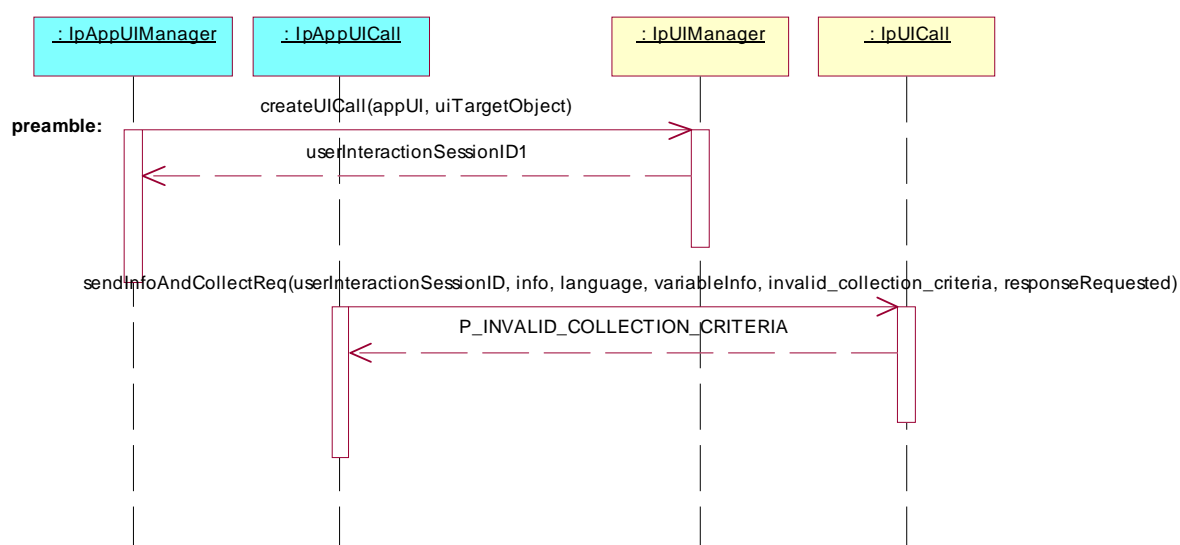 : IpAppUIManager
: IpAppUICall
: IpUIManager
: IpUICall
createUICall(appUI, uiTargetObject)
preamble:
userInteractionSessionID1
sendInfoAndCollectReq(userInteractionSessionID, info, language, variableInfo, invalid_collection_criteria, responseRequested)
P_INVALID_COLLECTION_CRITERIA